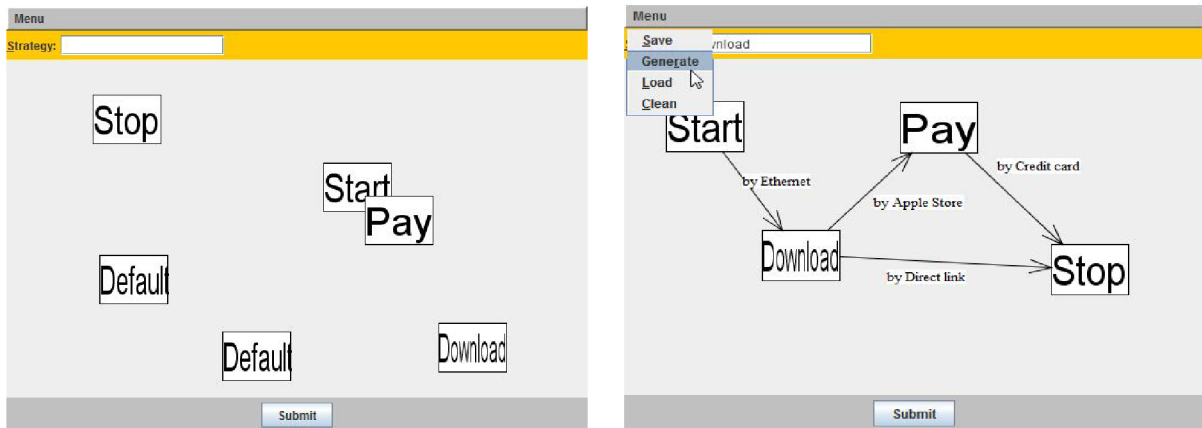 Menu
Strategy:
Stop
Start
Pay
Default
Default
Download
Submit
Menu
Save
Generate
Load
Clean
Start
Pay
by Ethernet
by Credit card
by Apple Store
Download
by Direct link
Stop
Submit